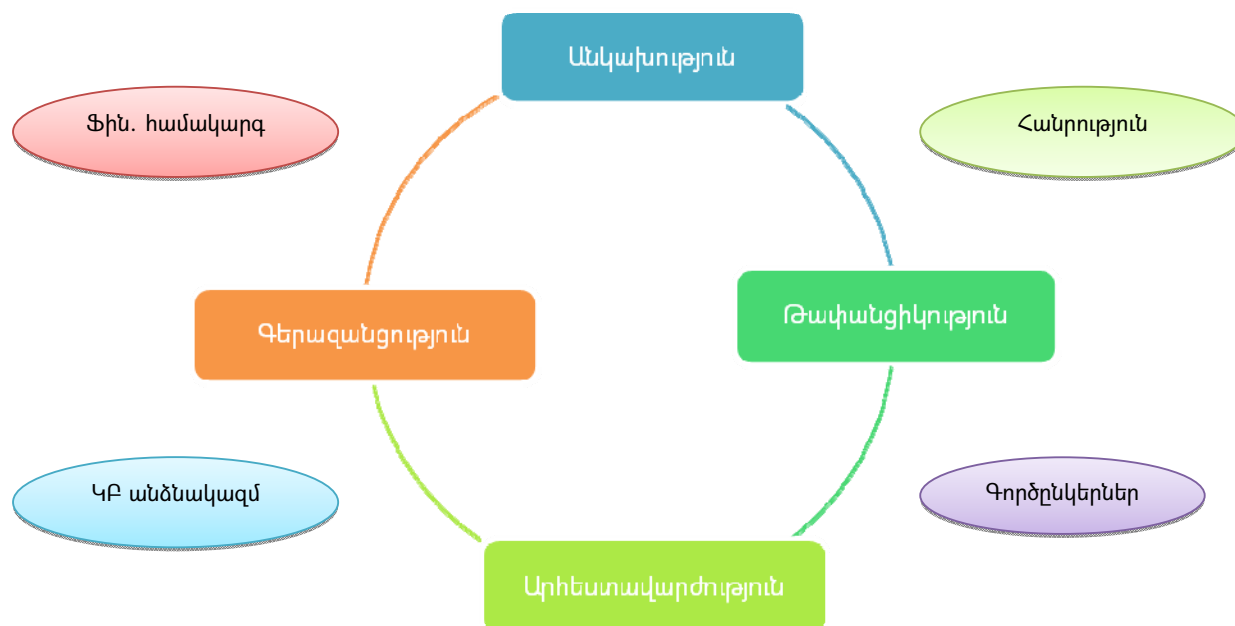 Անկախություն
Ֆին. համակարգ
Հանրություն
Թափանցիկություն
Գերազանցություն
ԿԲ անձնակազմ
Գործընկերներ
Արհեստավարժություն